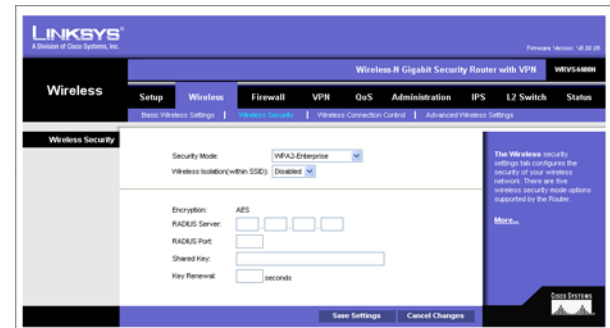 LINKSYS®
A Division of Cisco Systems, Inc.
Firmware Version:
Wireless-N Gigabit Security Router with VPN WRVS4400N
Wireless
Setup Wireless Firewall VPN QoS Administration IPS L2 Switch Status
Basic Wireless Settings | Wireless Security | Wireless Connection Control | Advanced Wireless Settings
Wireless Security
Security Mode: WPA2-Enterprise
Wireless Isolation(within SSID): Disabled
Encryption: AES
RADIUS Server: . . .
RADIUS Port:
Shared Key:
Key Renewal: seconds
The Wireless security
settings tab configures the
security of your wireless
network. There are five
wireless security mode options
supported by the Router.
More...
Save Settings Cancel Changes
CISCO SYSTEMS